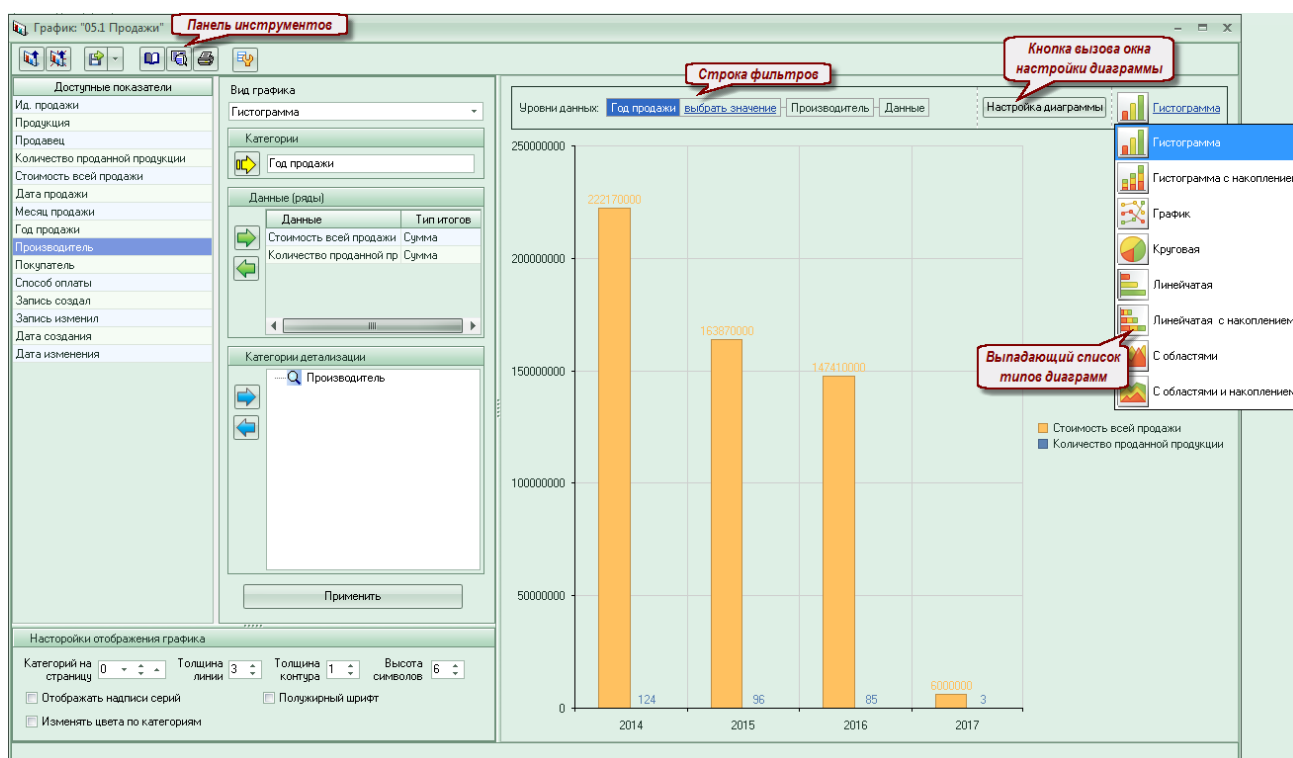 График: "05.1 Продажи"
Панель инструментов
Доступные показатели
Ид. продажи
Продукция
Продавец
Количество проданной продукции
Стоимость всей продажи
Дата продажи
Месяц продажи
Год продажи
Производитель
Покупатель
Способ оплаты
Запись создал
Запись изменил
Дата создания
Дата изменения
Вид графика
Гистограмма
Категории
Год продажи
Данные (ряды)
Данные Тип итогов
Стоимость всей продажи Сумма
Количество проданной пр Сумма
Категории детализации
Производитель
Применить
Насторойки отображения графика
Категорий на страницу 0
Толщина линии 3
Толщина контура 1
Высота символов 6
Отображать надписи серий
Полужирный шрифт
Изменять цвета по категориям
Строка фильтров
Кнопка вызова окна
настройки диаграммы
Уровни данных: Год продажи выбрать значение Производитель Данные
Настройка диаграммы
Гистограмма
Гистограмма
Гистограмма с накоплением
График
Круговая
Линейчатая
Линейчатая с накоплением
С областями
С областями и накоплением
Выпадающий список
типов диаграмм
250000000
200000000
150000000
100000000
50000000
0
222170000
163870000
147410000
6000000
124
96
85
3
2014
2015
2016
2017
Стоимость всей продажи
Количество проданной продукции